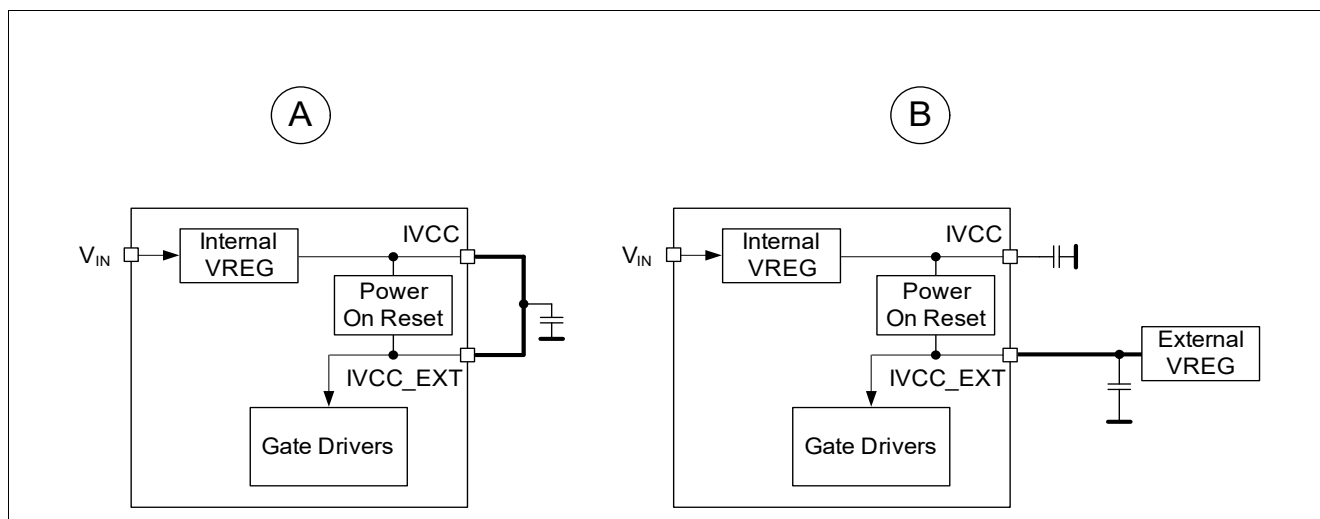 A
B
V_IN
Internal
VREG
IVCC
Power
On Reset
IVCC_EXT
Gate Drivers
V_IN
Internal
VREG
IVCC
Power
On Reset
IVCC_EXT
Gate Drivers
External
VREG